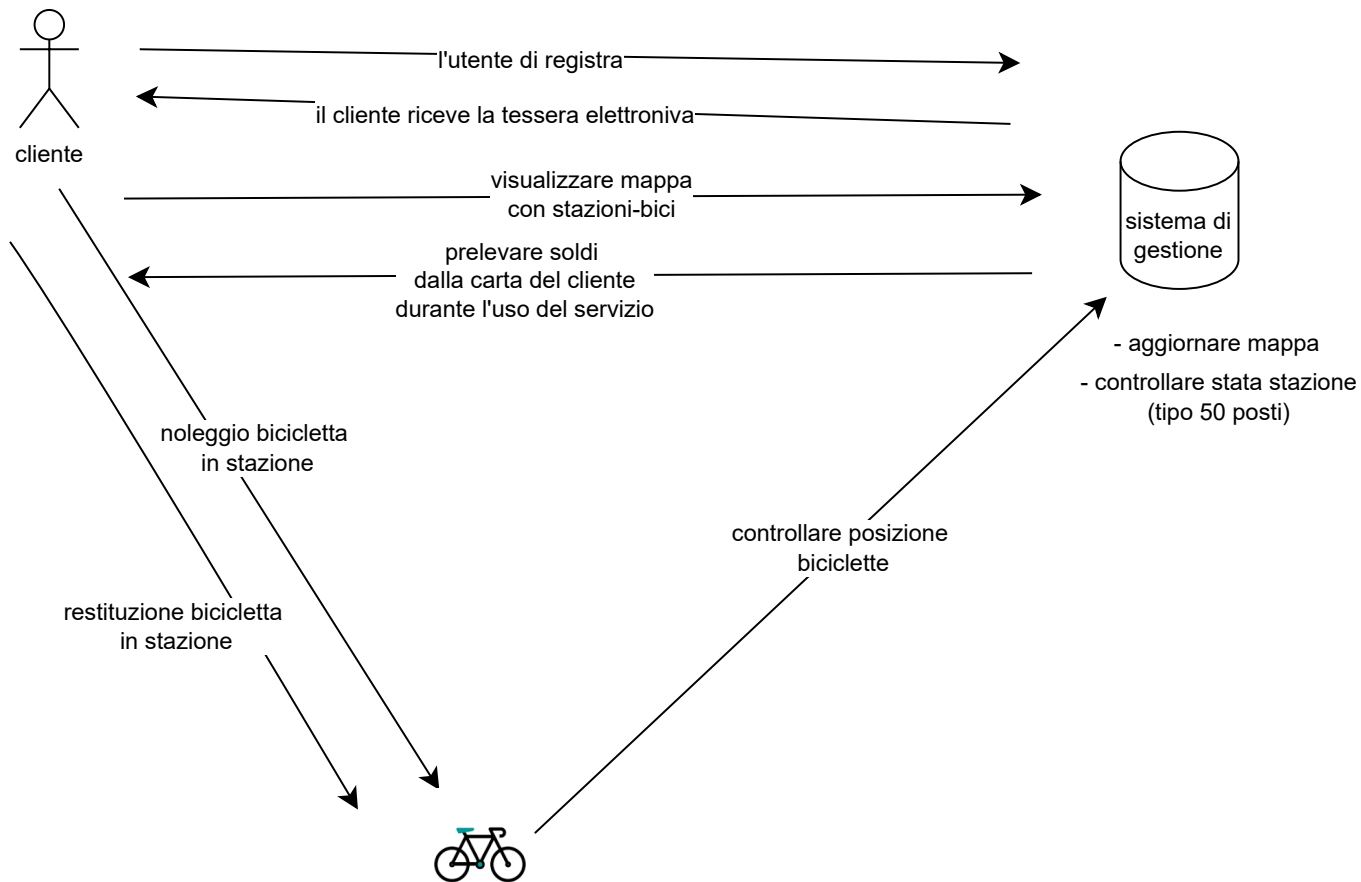 l'utente di registra
il cliente riceve la tessera elettroniva
cliente
visualizzare mappa
con stazioni-bici
sistema di
gestione
prelevare soldi
dalla carta del cliente
durante l'uso del servizio
- aggiornare mappa
- controllare stata stazione
(tipo 50 posti)
noleggio bicicletta
in stazione
controllare posizione
biciclette
restituzione bicicletta
in stazione